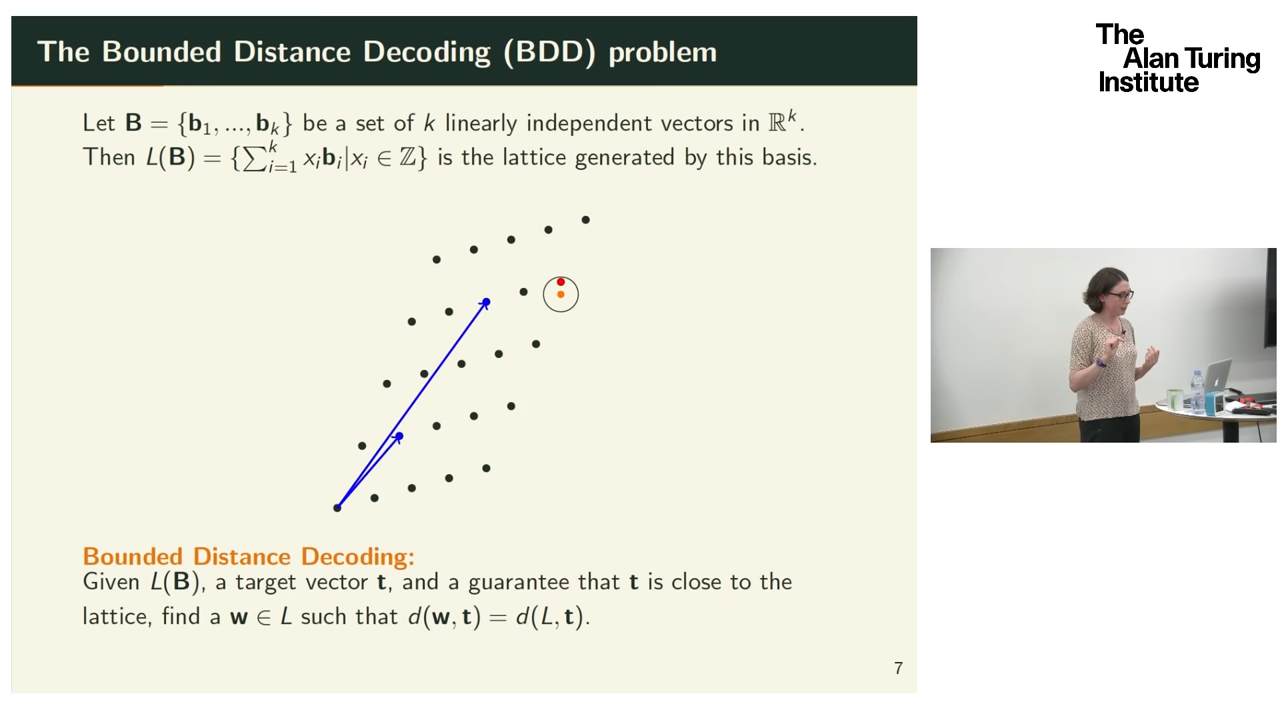 The Bounded Distance Decoding (BDD) problem
The
Alan Turing
Institute
Let B = {b₁, ..., bₖ} be a set of k linearly independent vectors in ℝᵏ.
Then L(B) = {∑ᵏᵢ₌₁ xᵢbᵢ|xᵢ ∈ ℤ} is the lattice generated by this basis.
Bounded Distance Decoding:
Given L(B), a target vector t, and a guarantee that t is close to the
lattice, find a w ∈ L such that d(w, t) = d(L, t).
7